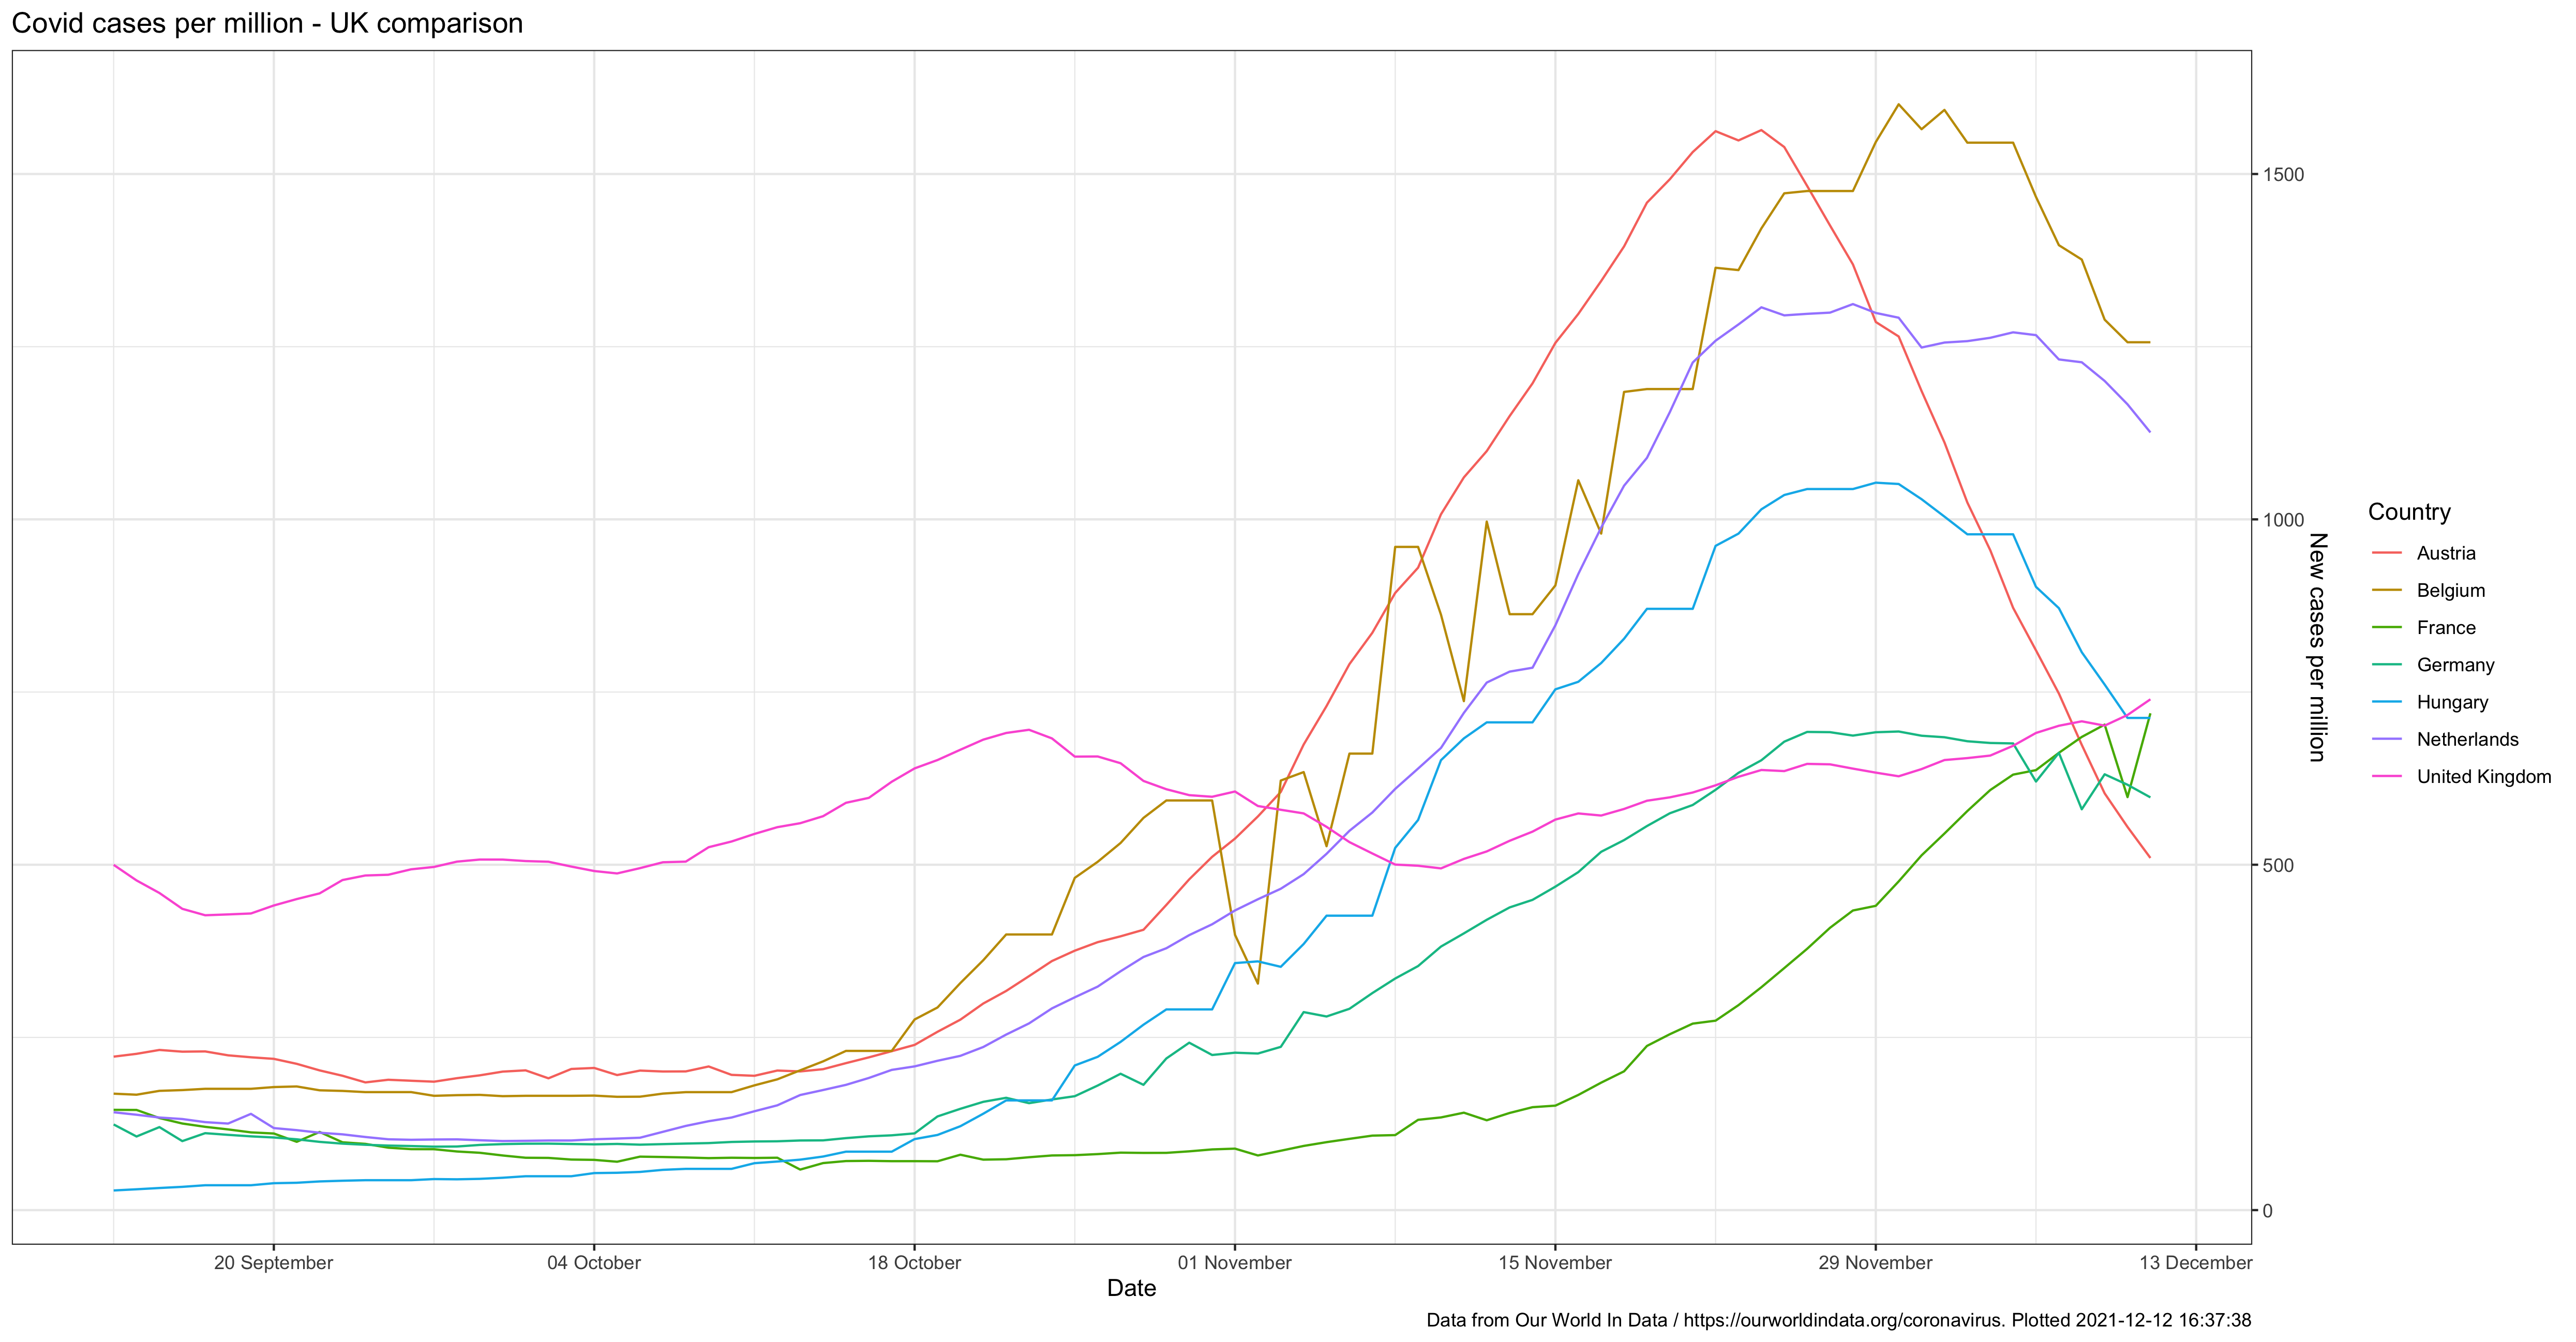 Covid cases per million - UK comparison
1500
1000
500
0
New cases per million
20 September
04 October
18 October
01 November
15 November
29 November
13 December
Date
Country
Austria
Belgium
France
Germany
Hungary
Netherlands
United Kingdom
Data from Our World In Data / https://ourworldindata.org/coronavirus. Plotted 2021-12-12 16:37:38